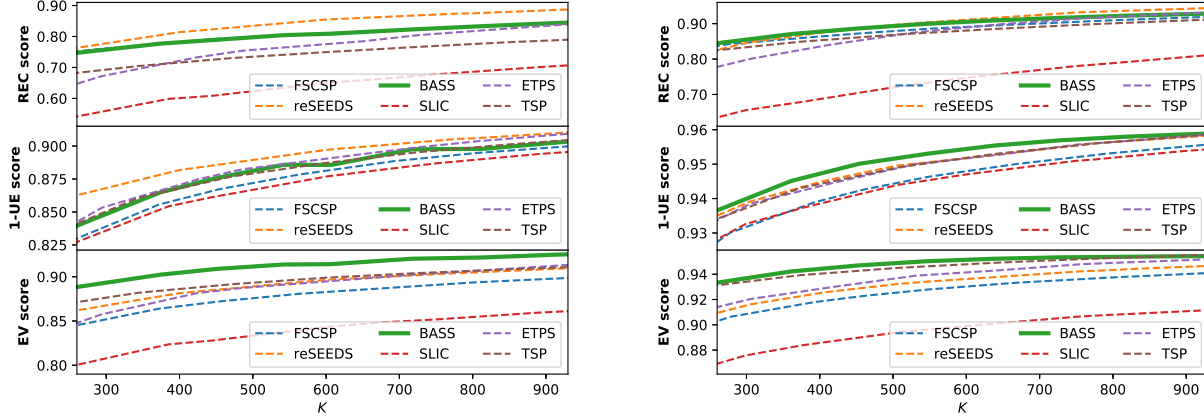 REC score
0.90
0.80
0.70
0.60
FSCSP BASS ETPS
reSEEDS SLIC TSP
1-UE score
0.900
0.875
0.850
0.825
FSCSP BASS ETPS
reSEEDS SLIC TSP
EV score
0.90
0.85
0.80
FSCSP BASS ETPS
reSEEDS SLIC TSP
300 400 500 600 700 800 900
K
REC score
0.90
0.80
0.70
FSCSP BASS ETPS
reSEEDS SLIC TSP
1-UE score
0.96
0.95
0.94
0.93
FSCSP BASS ETPS
reSEEDS SLIC TSP
EV score
0.94
0.92
0.90
0.88
FSCSP BASS ETPS
reSEEDS SLIC TSP
300 400 500 600 700 800 900
K